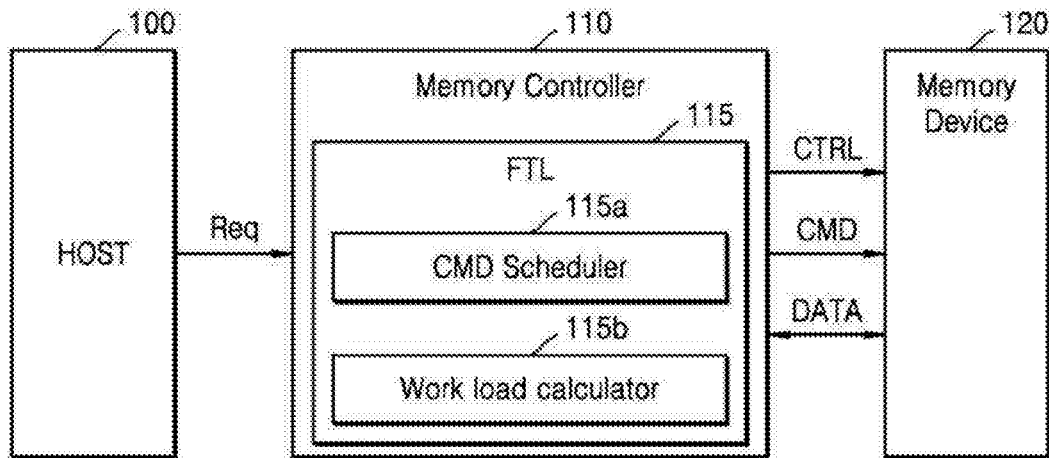 100
110
120
Memory Controller
Memory
Device
115
FTL
CTRL
115a
Req
CMD
HOST
CMD Scheduler
DATA
115b
Work load calculator